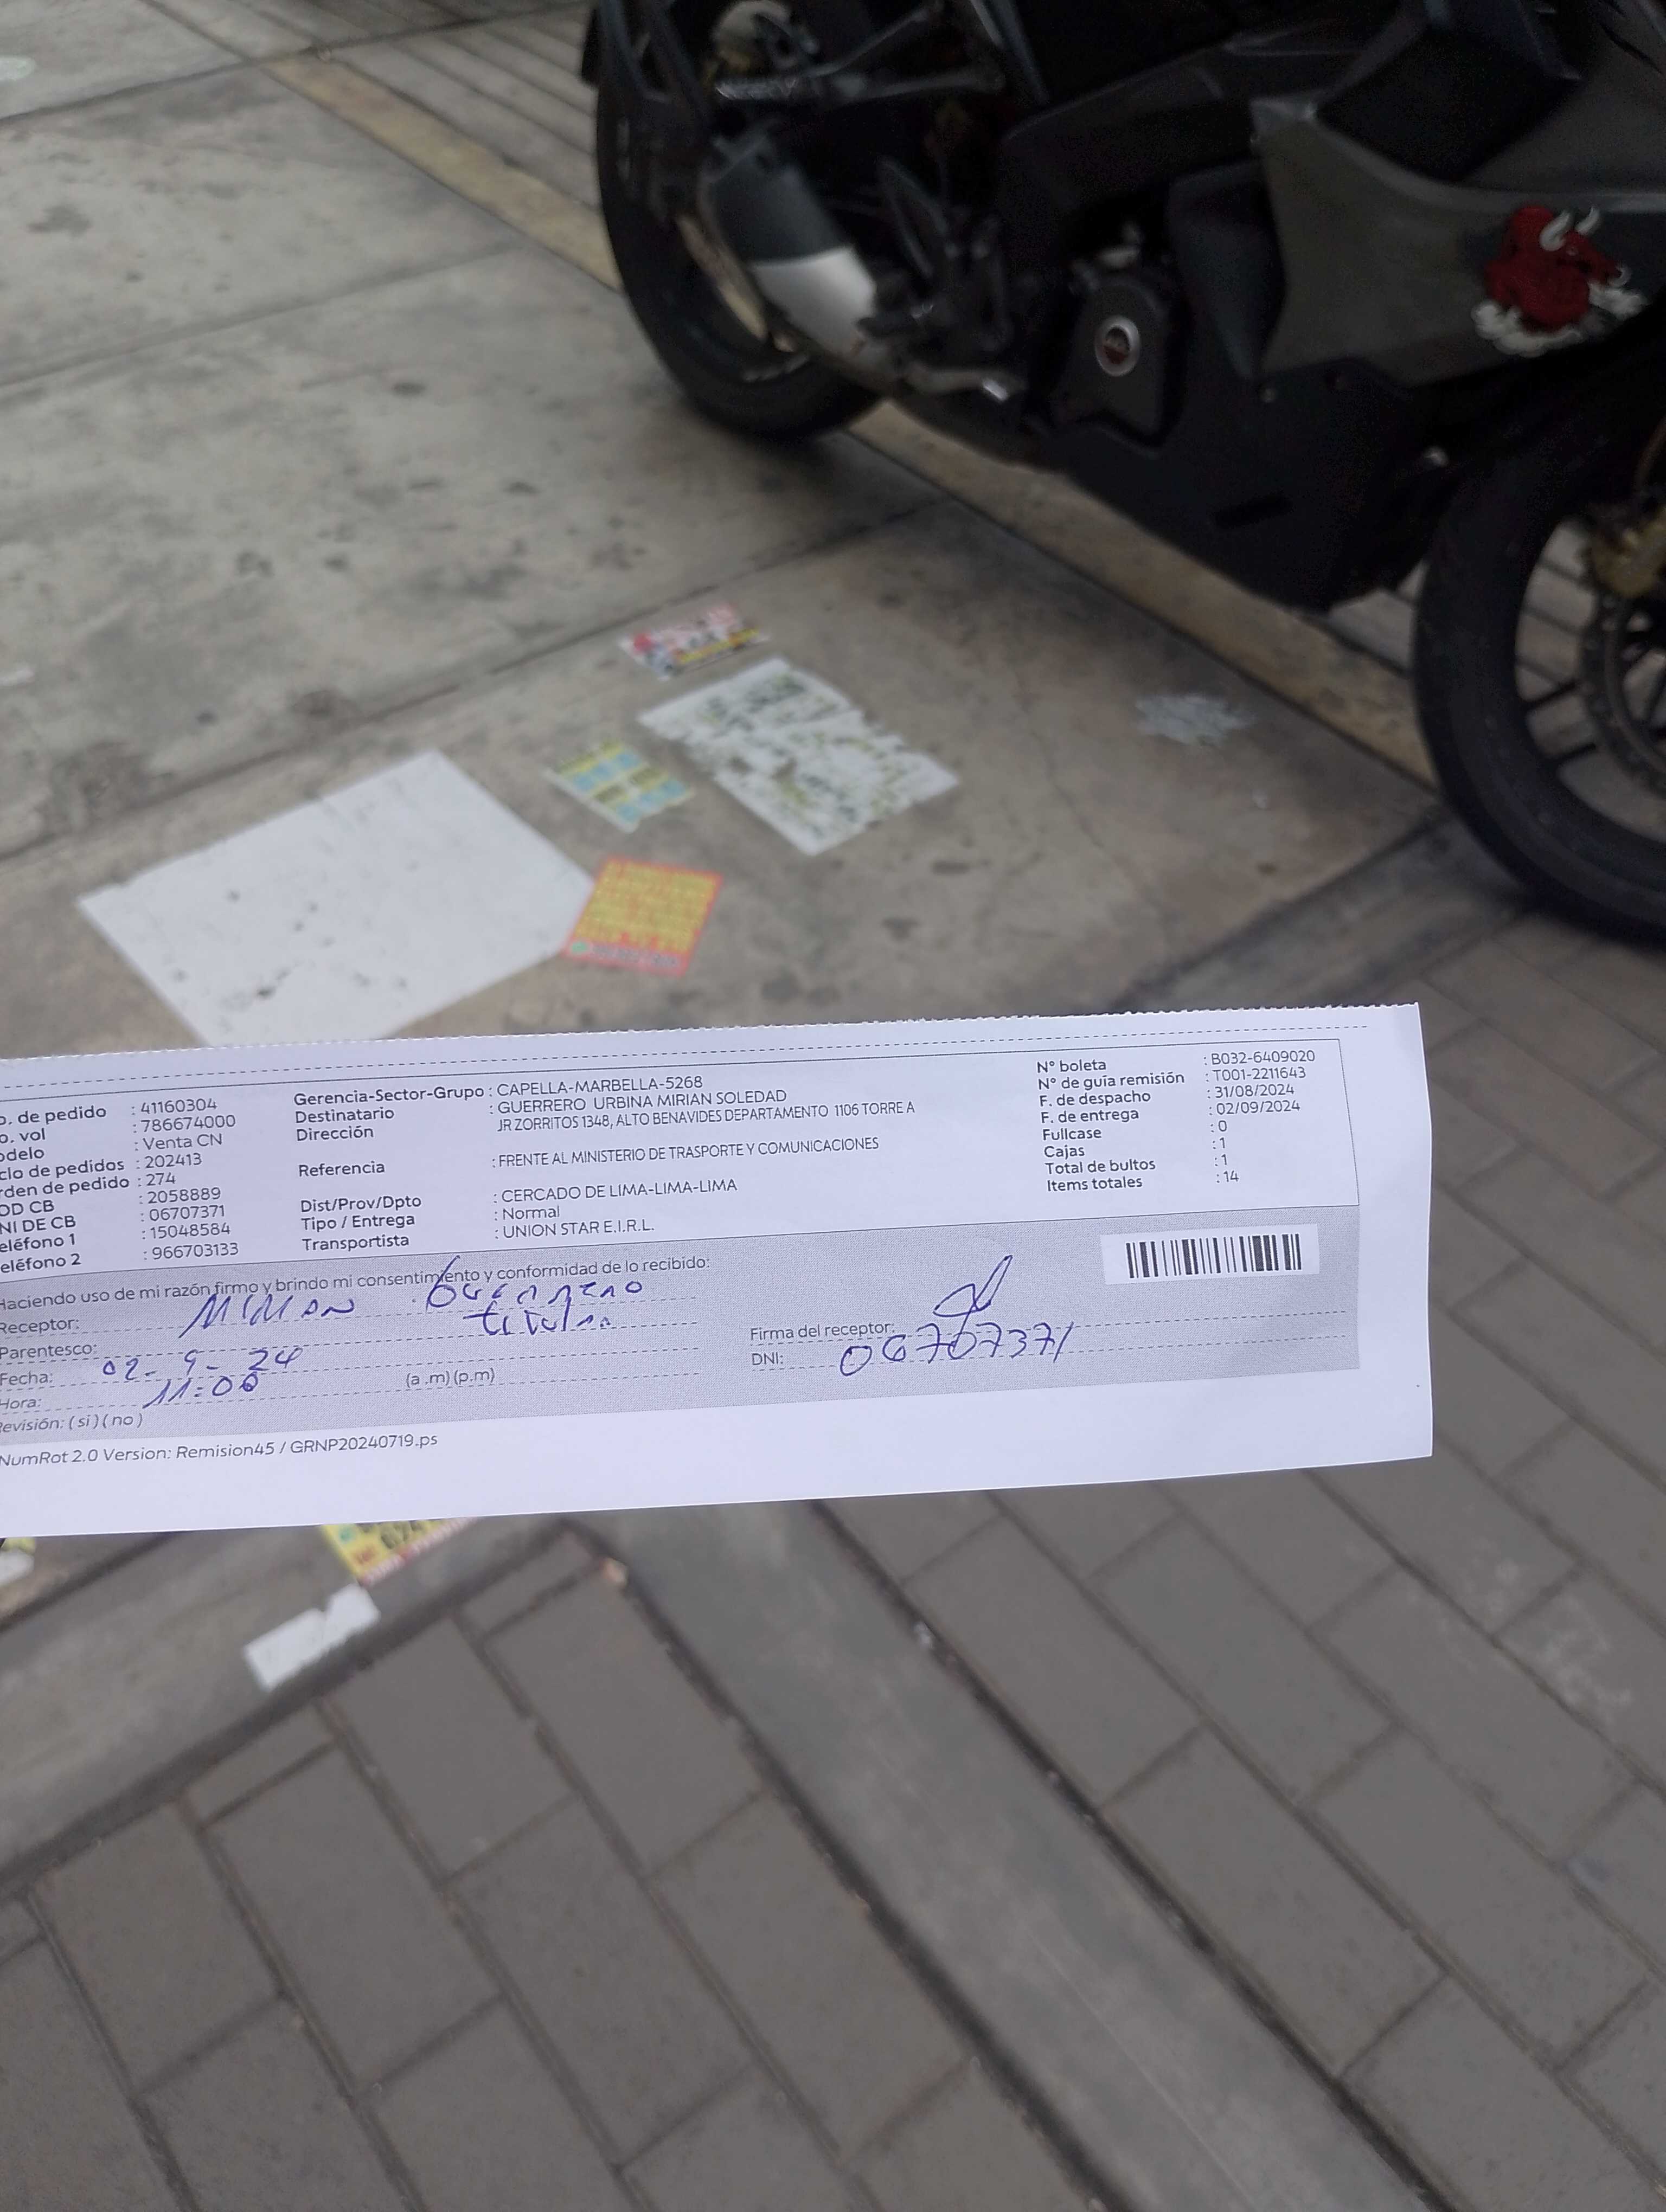 o. de pedido : 41160304
o. vol : 786674000
odelo : Venta CN
clo de pedidos : 202413
rden de pedido : 274
OD CB : 2058889
NI DE CB : 06707371
eléfono 1 : 15048584
eléfono 2 : 966703133
Gerencia-Sector-Grupo : CAPELLA-MARBELLA-5268
Destinatario : GUERRERO URBINA MIRIAN SOLEDAD
Dirección : JR ZORRITOS 1348, ALTO BENAVIDES DEPARTAMENTO 1106 TORRE A
Referencia : FRENTE AL MINISTERIO DE TRASPORTE Y COMUNICACIONES
Dist/Prov/Dpto : CERCADO DE LIMA-LIMA-LIMA
Tipo / Entrega : Normal
Transportista : UNION STAR E.I.R.L.
N° boleta : B032-6409020
N° de guía remisión : T001-2211643
F. de despacho : 31/08/2024
F. de entrega : 02/09/2024
Fullcase : 0
Cajas : 1
Total de bultos : 1
Items totales : 14
Haciendo uso de mi razón firmo y brindo mi consentimiento y conformidad de lo recibido:
Receptor: Mirian Guerrero
Parentesco: titular
Fecha: 02-9-24
Hora: 11:00 (a .m) (p.m)
Revisión: ( si ) ( no )
Firma del receptor:
DNI: 06707371
NumRot 2.0 Version: Remision45 / GRNP20240719.ps